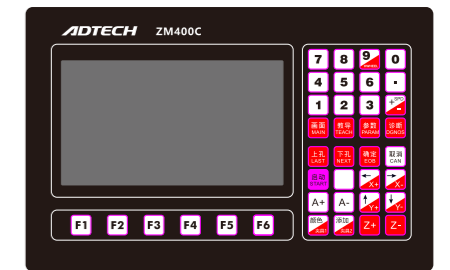 ADTECH ZM400C
7 8 9 0
4 5 6 .
1 2 3 +SPD-
画面 教导 参数 诊断
MAIN TEACH PARAM DGNOS
上孔 下孔 确定 取消
LAST NEXT EOB CAN
启动
START X+ X-
A+ A- Y+ Y-
颜色 添加 Z+ Z-
F1 F2 F3 F4 F5 F6